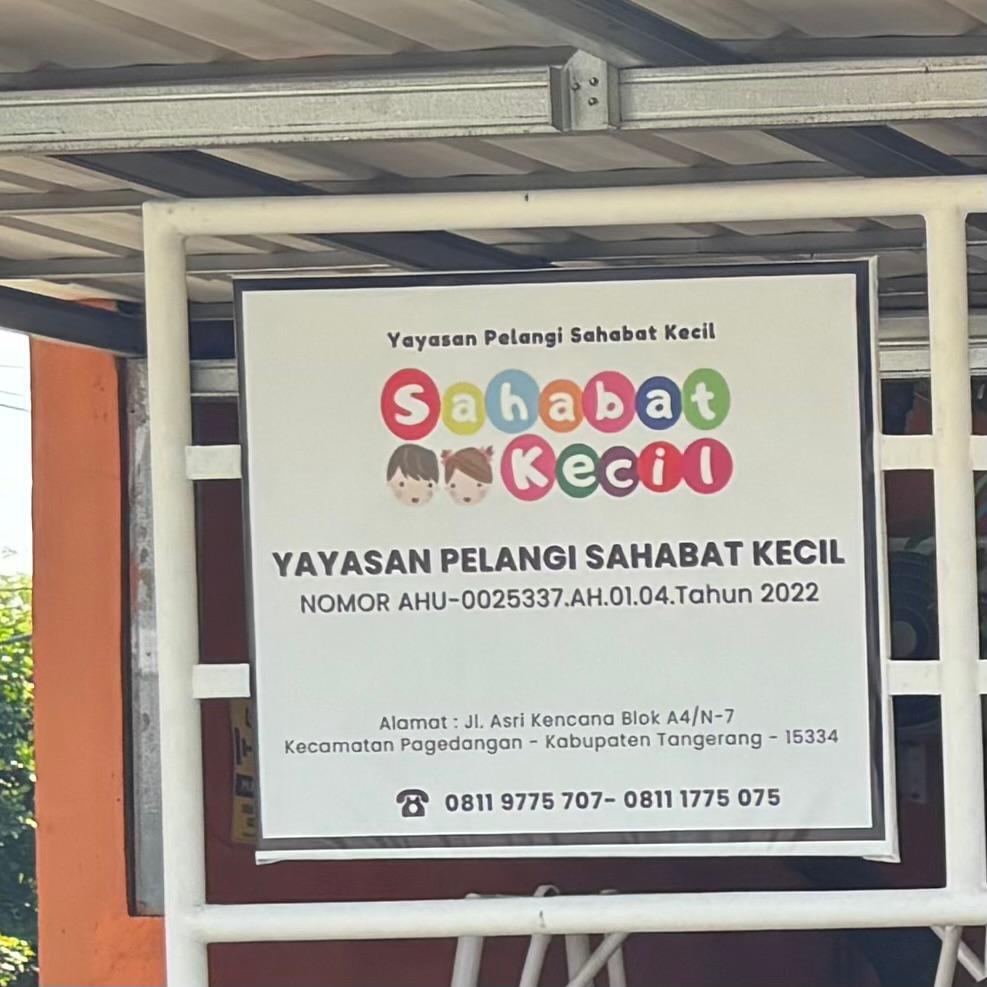 Yayasan Pelangi Sahabat Kecil
Sahabat
Kecil
YAYASAN PELANGI SAHABAT KECIL
NOMOR AHU-0025337.AH.01.04.Tahun 2022
Alamat : Jl. Asri Kencana Blok A4/N-7
Kecamatan Pagedangan - Kabupaten Tangerang - 15334
0811 9775 707- 0811 1775 075